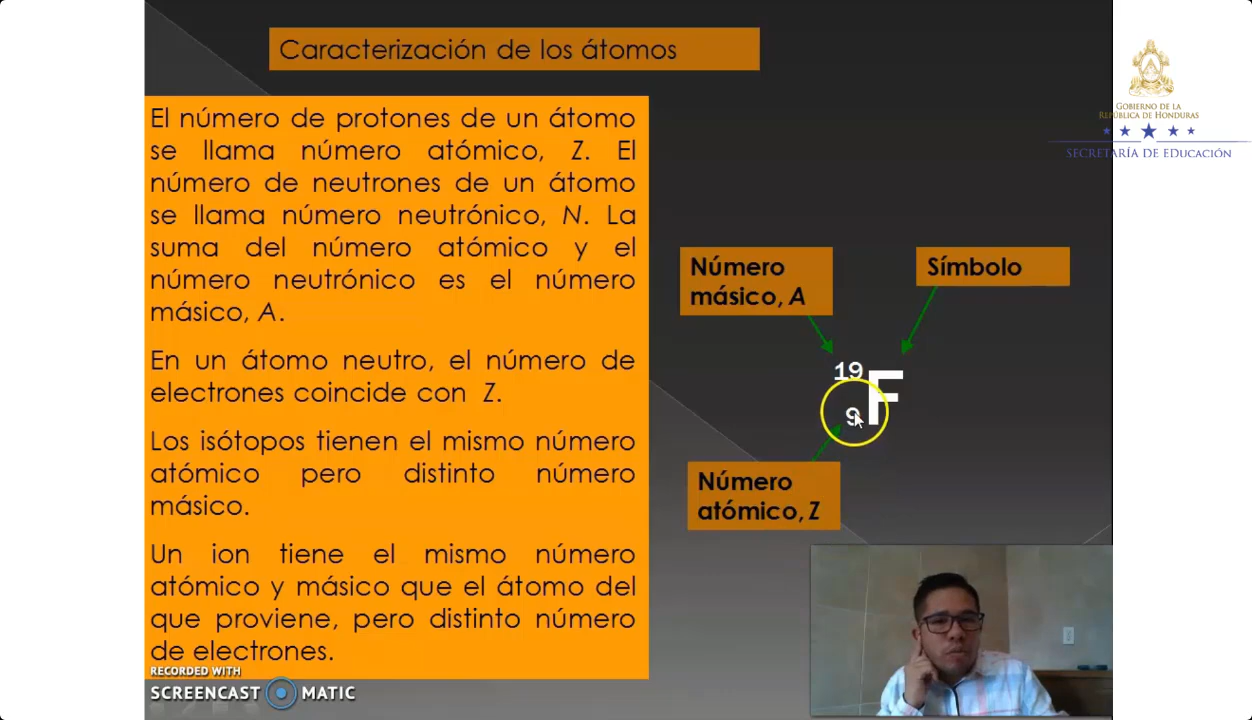 Caracterización de los átomos
El número de protones de un átomo
se llama número atómico, Z. El
número de neutrones de un átomo
se llama número neutrónico, N. La
suma del número atómico y el
número neutrónico es el número
másico, A.
En un átomo neutro, el número de
electrones coincide con Z.
Los isótopos tienen el mismo número
atómico pero distinto número
másico.
Un ion tiene el mismo número
atómico y másico que el átomo del
que proviene, pero distinto número
de electrones.
RECORDED WITH
SCREENCAST MATIC
GOBIERNO DE LA
REPÚBLICA DE HONDURAS
SECRETARÍA DE EDUCACIÓN
Número
másico, A
Símbolo
19
F
9
Número
atómico, Z